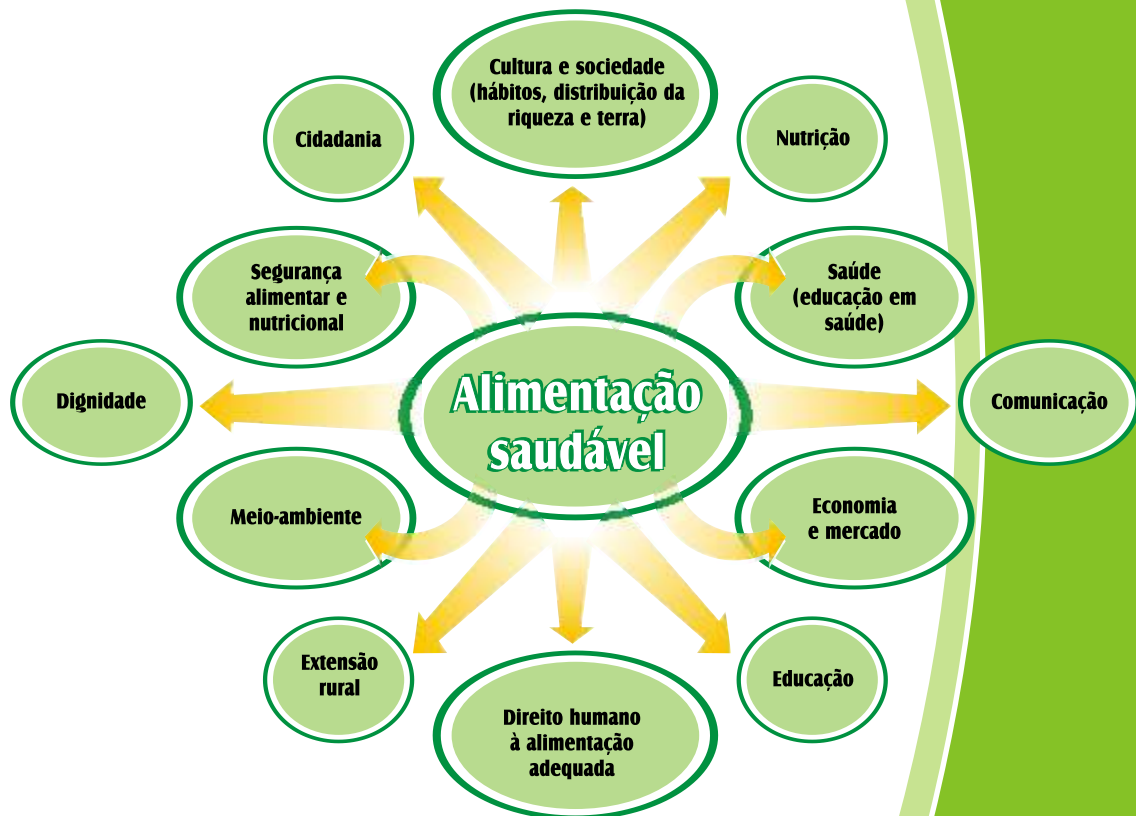 Cultura e sociedade
(hábitos, distribuição da
riqueza e terra)
Cidadania
Nutrição
Segurança
alimentar e
nutricional
Saúde
(educação em
saúde)
Dignidade
Alimentação
saudável
Comunicação
Meio-ambiente
Economia
e mercado
Extensão
rural
Direito humano
à alimentação
adequada
Educação